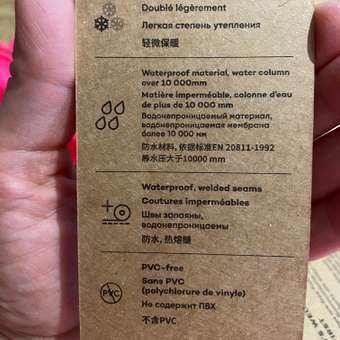 Doublé légèrement
Легкая степень утепления
轻微保暖
Waterproof material, water column
over 10 000mm
Matière imperméable, colonne d'eau
de plus de 10 000 mm
Водонепроницаемый материал,
водонепроницаемая мембрана
более 10 000 мм
防水材料，依据标准EN 20811-1992
静水压大于10000 mm
Waterproof, welded seams
Coutures imperméables
Швы запаяны,
водонепроницаемы
防水，热熔缝
PVC
PVC-free
Sans PVC
(polychlorure de vinyle)
Не содержит ПВХ
不含PVC